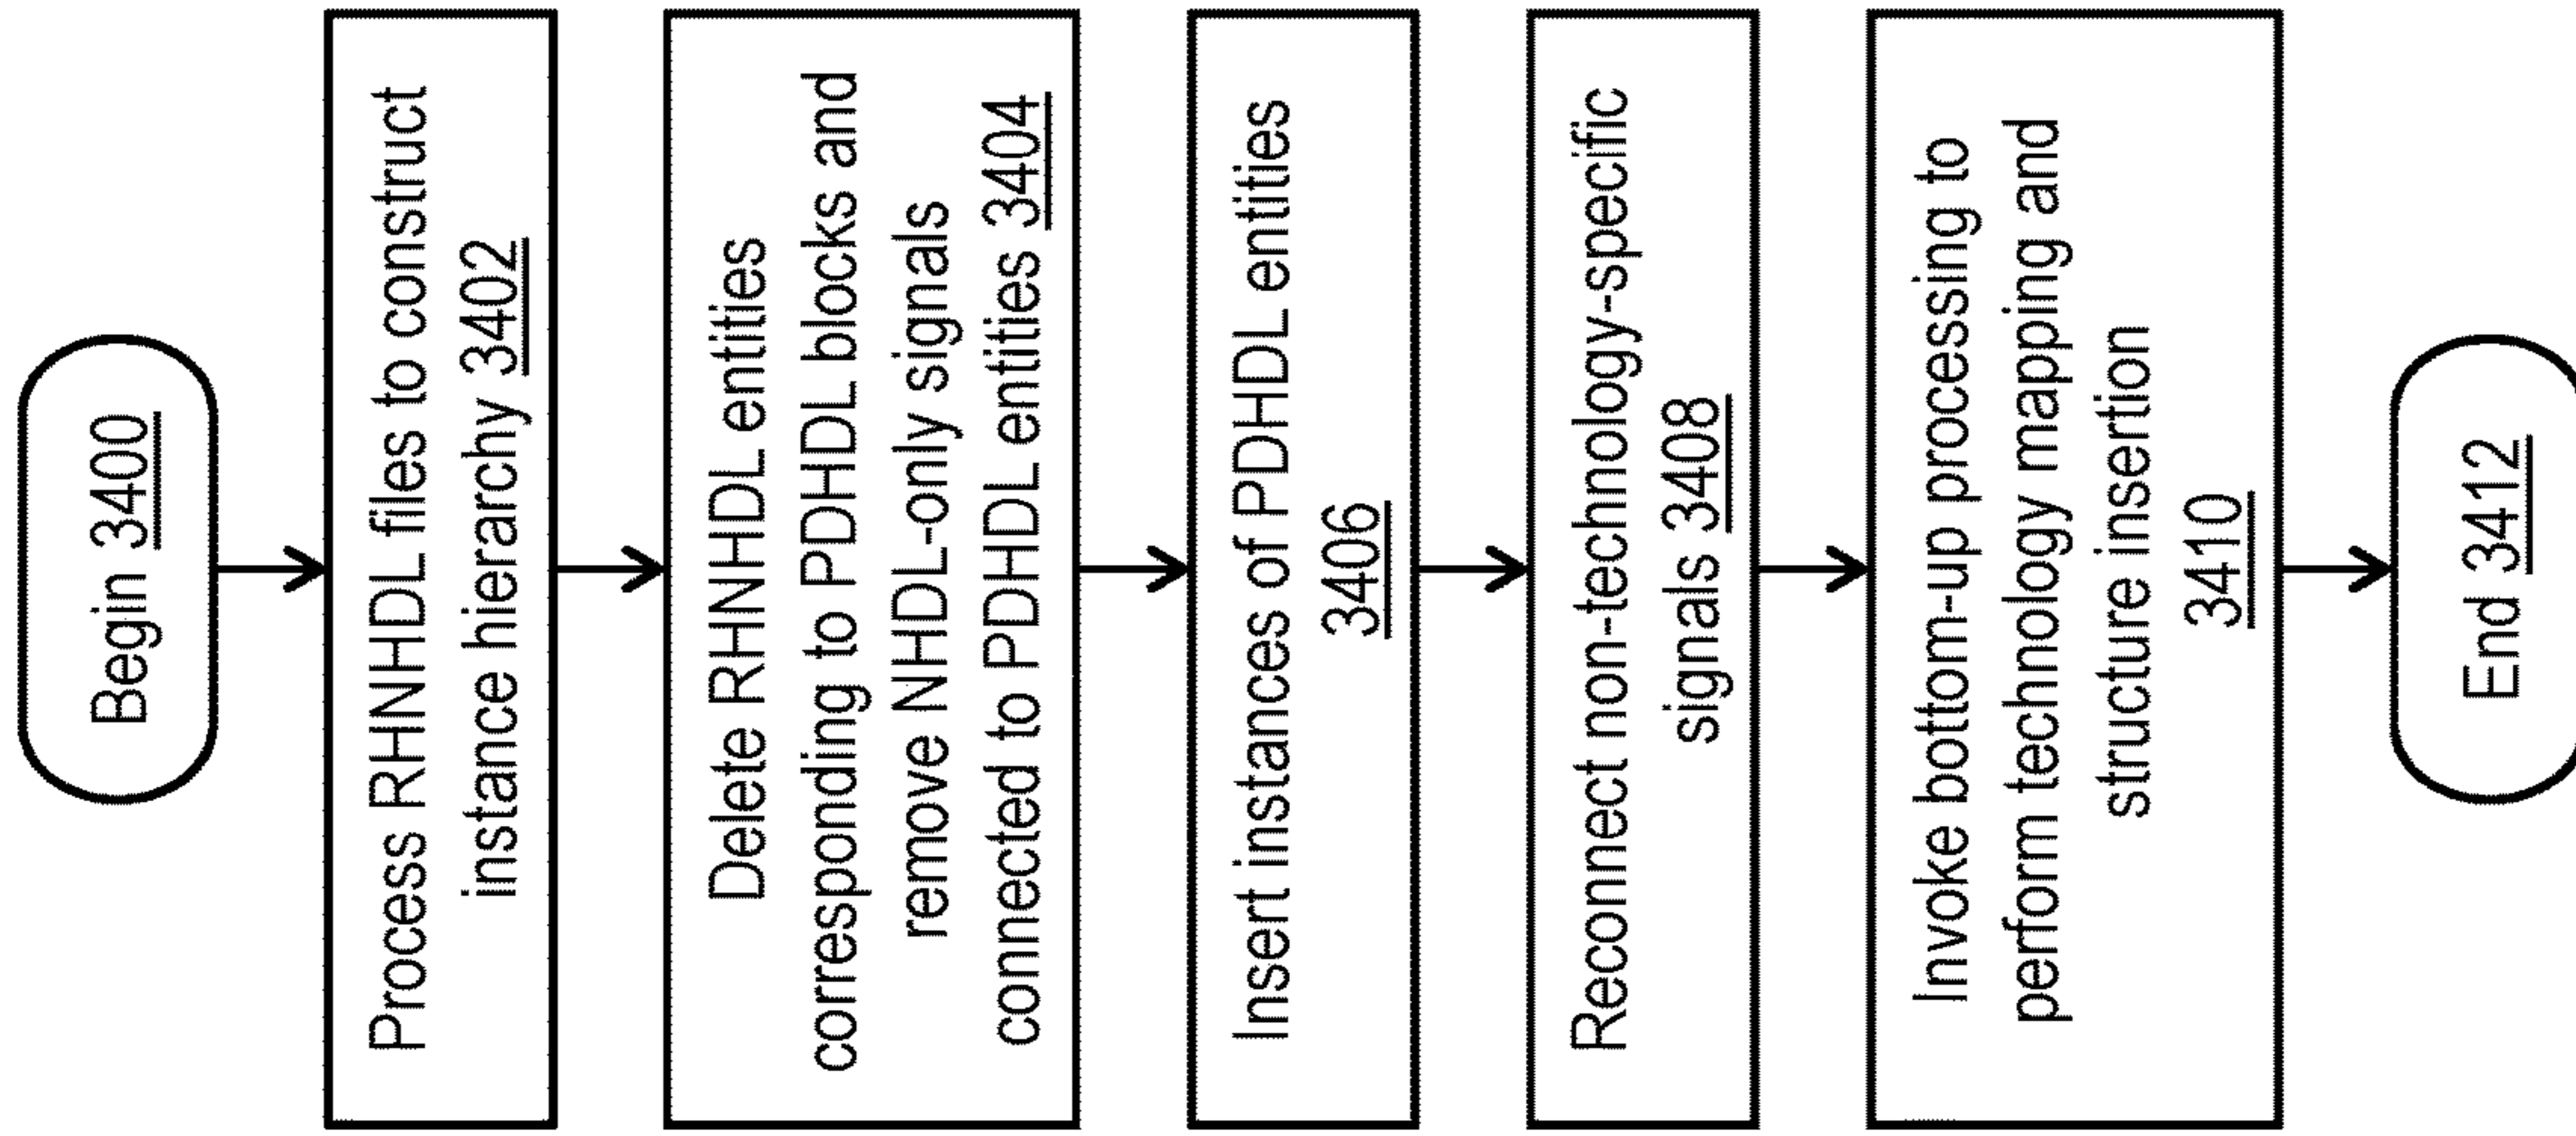 Begin 3400
Process RHNHDL files to construct
instance hierarchy 3402
Delete RHNHDL entities
corresponding to PDHDL blocks and
remove NHDL-only signals
connected to PDHDL entities 3404
Insert instances of PDHDL entities
3406
Reconnect non-technology-specific
signals 3408
Invoke bottom-up processing to
perform technology mapping and
structure insertion
3410
End 3412